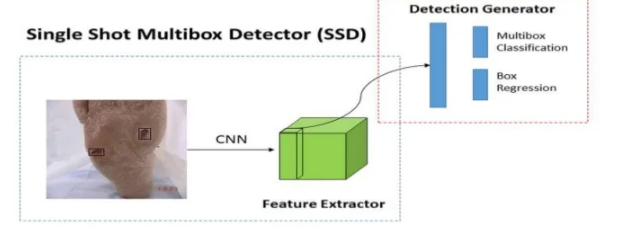 Detection Generator
Single Shot Multibox Detector (SSD)
Multibox
Classification
Box
Regression
CNN
Feature Extractor